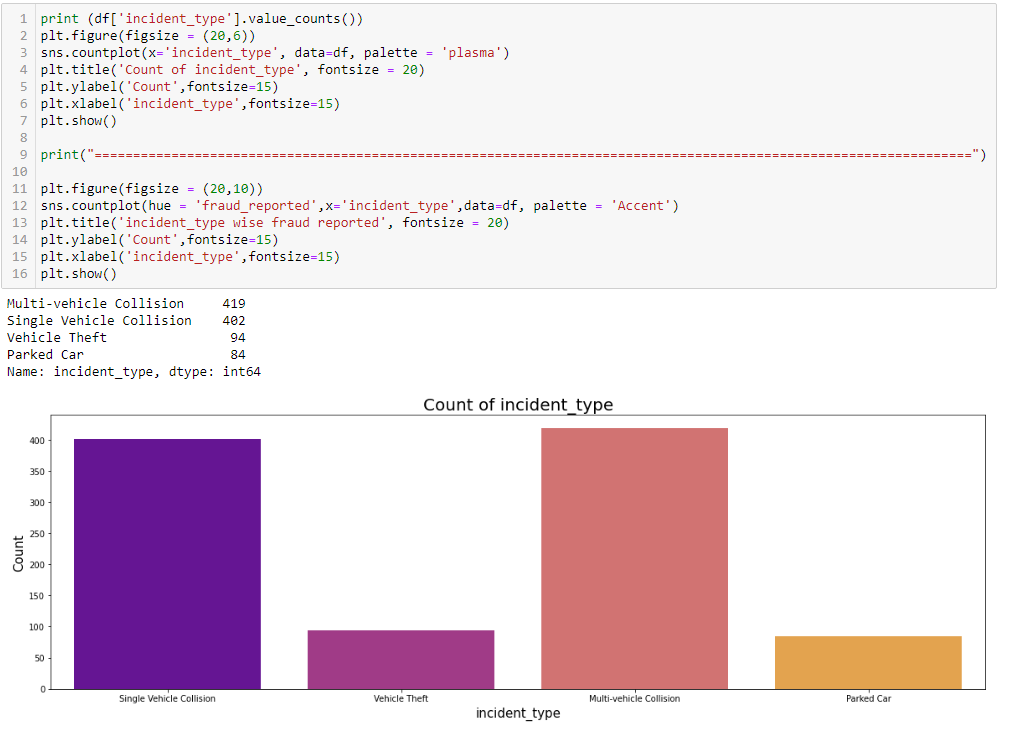 1 print (df['incident_type'].value_counts())
2 plt.figure(figsize = (20,6))
3 sns.countplot(x='incident_type', data=df, palette = 'plasma')
4 plt.title('Count of incident_type', fontsize = 20)
5 plt.ylabel('Count',fontsize=15)
6 plt.xlabel('incident_type',fontsize=15)
7 plt.show()
8
9 print("==================================================================================================================")
10
11 plt.figure(figsize = (20,10))
12 sns.countplot(hue = 'fraud_reported',x='incident_type',data=df, palette = 'Accent')
13 plt.title('incident_type wise fraud reported', fontsize = 20)
14 plt.ylabel('Count',fontsize=15)
15 plt.xlabel('incident_type',fontsize=15)
16 plt.show()
Multi-vehicle Collision 419
Single Vehicle Collision 402
Vehicle Theft 94
Parked Car 84
Name: incident_type, dtype: int64
Count of incident_type
400
350
300
250
200
150
100
50
0
Count
Single Vehicle Collision Vehicle Theft Multi-vehicle Collision Parked Car
incident_type